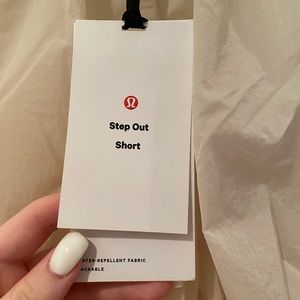 Step Out
Short
ATER-REPELLENT FABRIC
ACKABLE